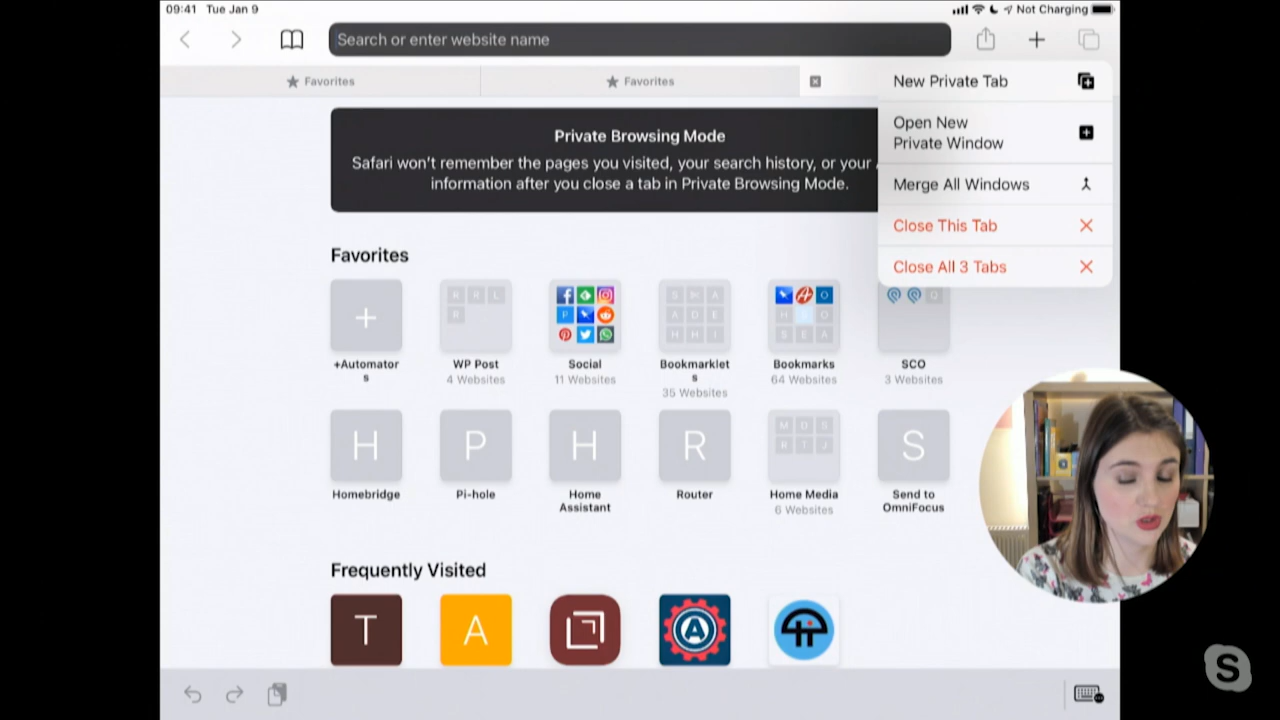 09:41 Tue Jan 9
Not Charging
Search or enter website name
Favorites
Favorites
New Private Tab
Open New
Private Window
Merge All Windows
Close This Tab
Close All 3 Tabs
Private Browsing Mode
Safari won't remember the pages you visited, your search history, or your
information after you close a tab in Private Browsing Mode.
Favorites
+
R R L
R
+Automator
s
WP Post
4 Websites
Social
11 Websites
Bookmarklet
s
35 Websites
Bookmarks
64 Websites
SCO
3 Websites
H
P
H
R
S
Homebridge
Pi-hole
Home
Assistant
Router
Home Media
6 Websites
Send to
OmniFocus
Frequently Visited
T
A
A
S